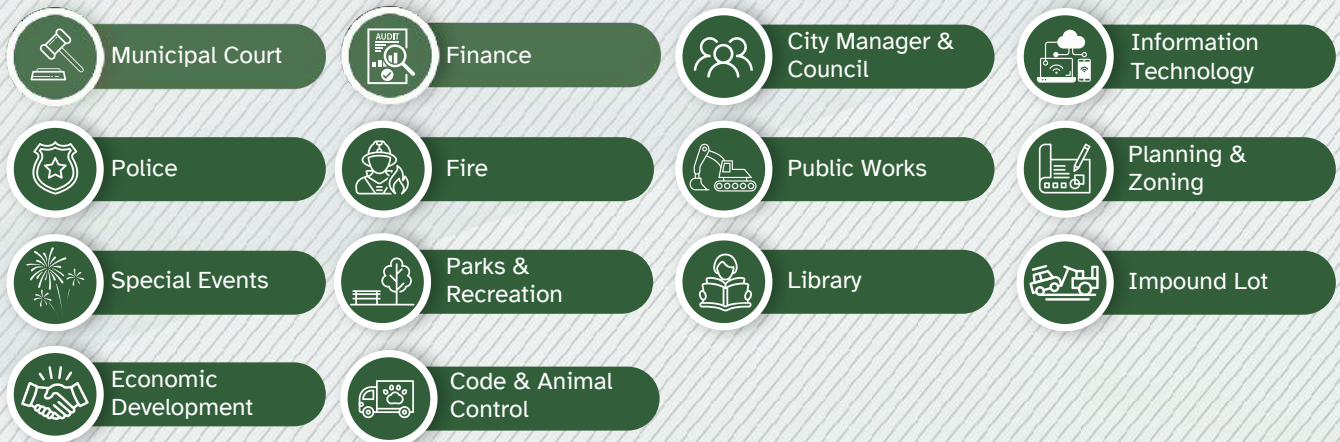 Municipal Court
AUDIT
Finance
City Manager &
Council
Information
Technology
Police
Fire
Public Works
Planning &
Zoning
Special Events
Parks &
Recreation
Library
Impound Lot
Economic
Development
Code & Animal
Control